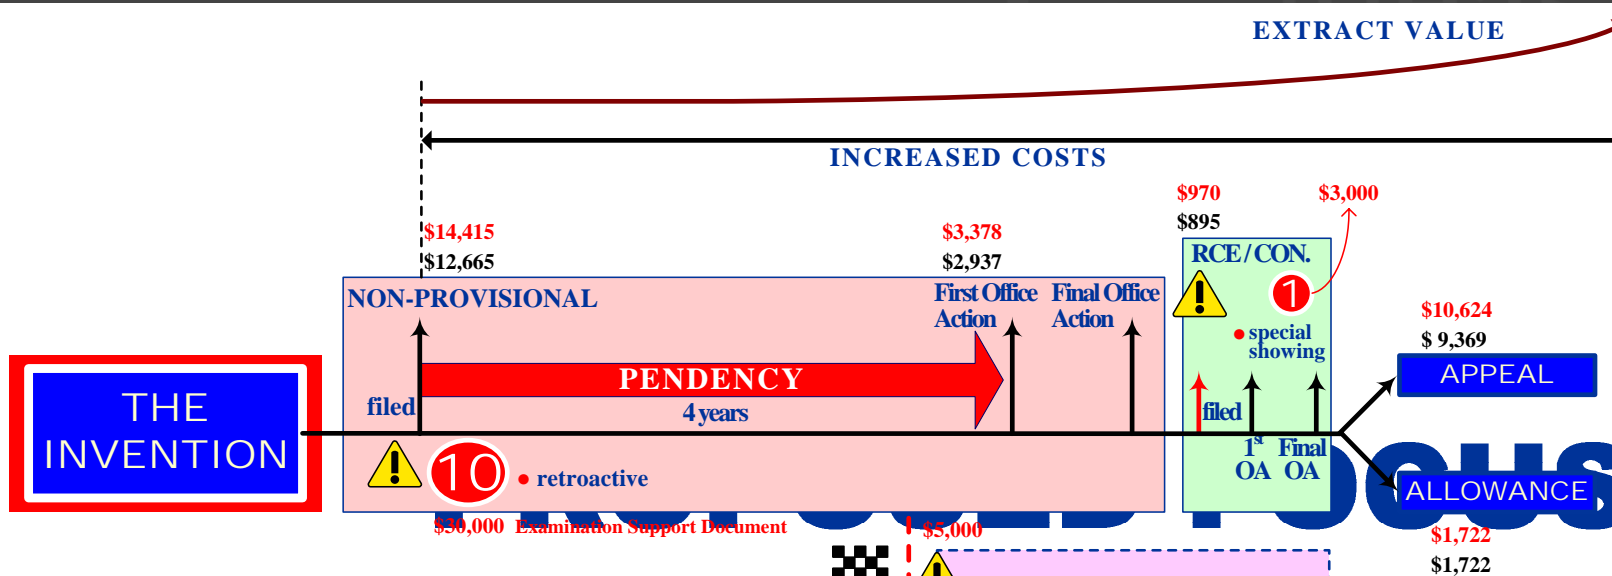 EXTRACT VALUE
INCREASED COSTS
$970
$3,000
$895
$14,415
$12,665
$3,378
$2,937
RCE / CON.
1
special
showing
NON-PROVISIONAL
First Office
Action
Final Office
Action
$10,624
$ 9,369
APPEAL
PENDENCY
4 years
filed
filed
THE
INVENTION
1st
OA
Final
OA
10
retroactive
ALLOWANCE
$30,000 Examination Support Document
$5,000
$1,722
$1,722